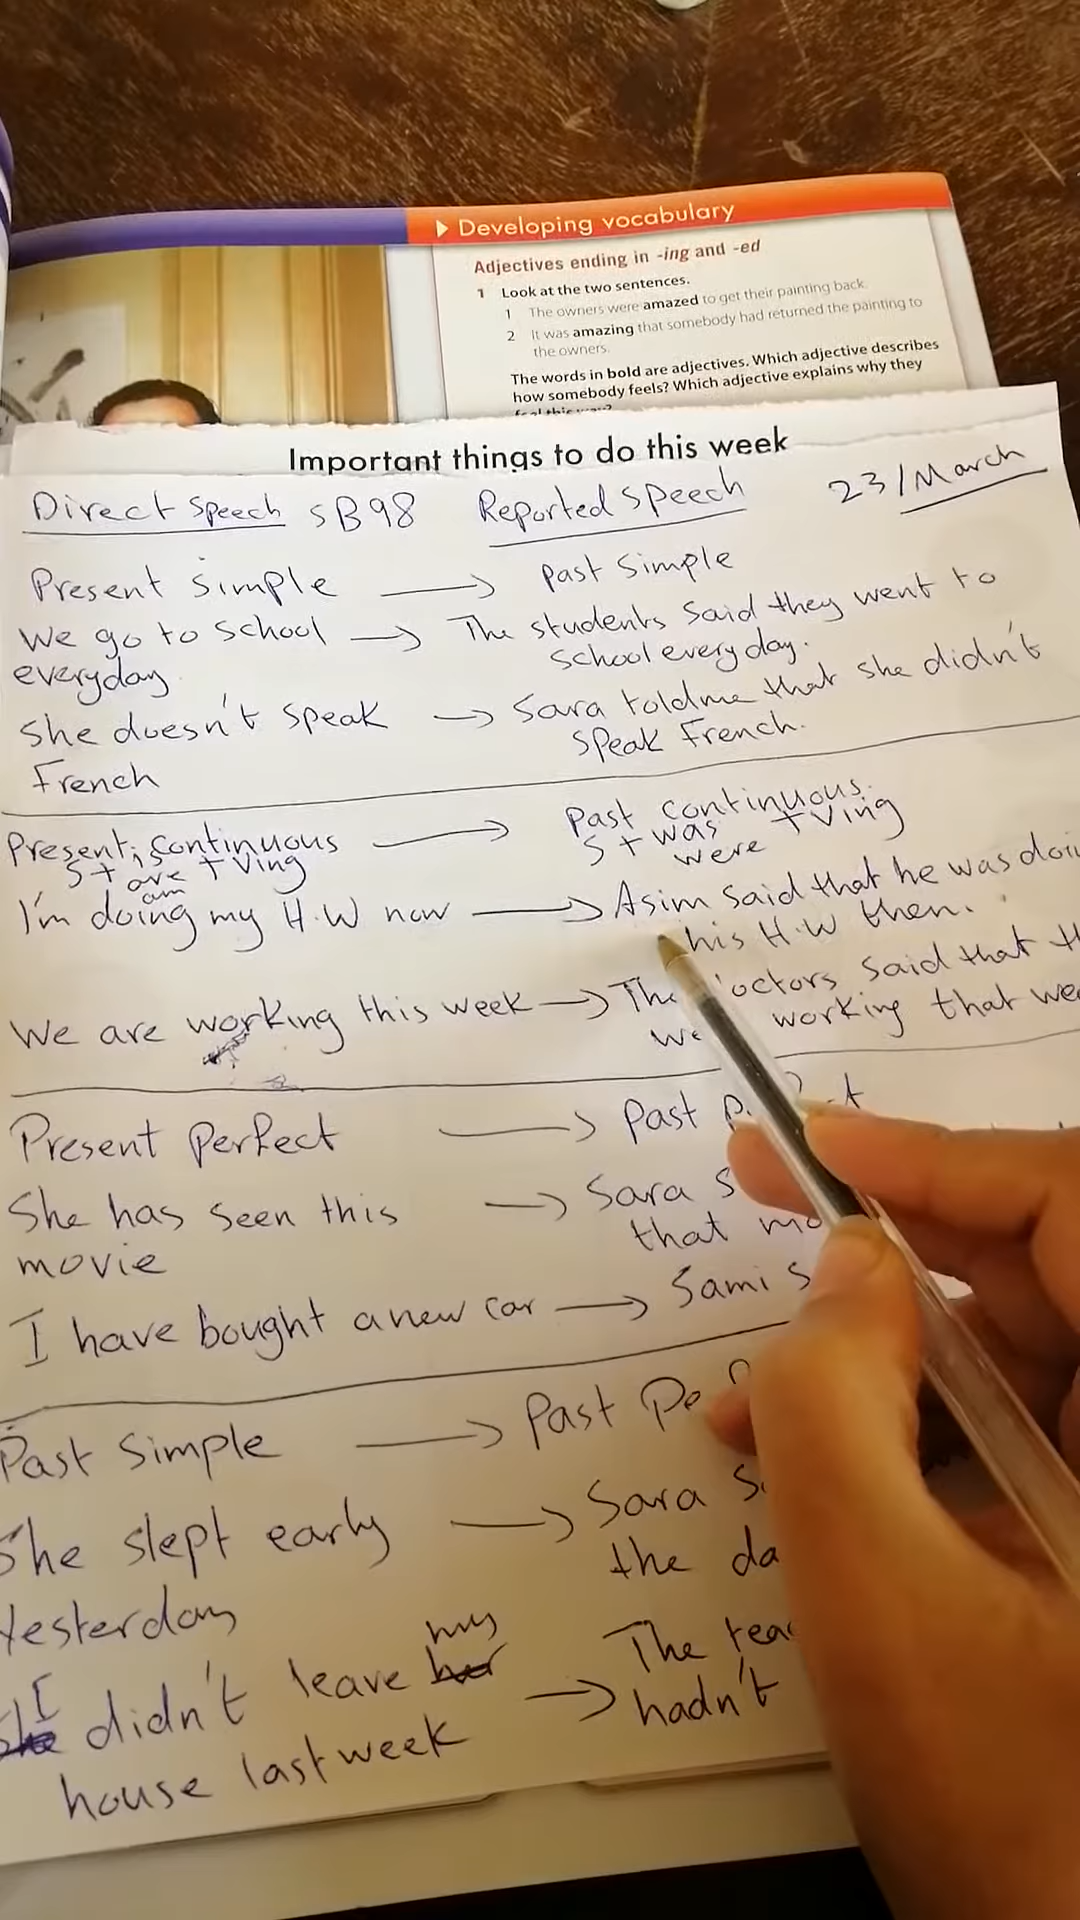 Developing vocabulary
Adjectives ending in -ing and -ed
1 Look at the two sentences.
1 The owners were amazed to get their painting back.
2 It was amazing that somebody had returned the painting to
the owners.
The words in bold are adjectives. Which adjective describes
how somebody feels? Which adjective explains why they
feel this way?
Important things to do this week
Direct speech SB98 Reported speech 23/March
Present simple → Past simple
We go to school → The students said they went to
everyday school everyday.
She doesn't speak → Sara told me that she didn't
French speak French.
Present continuous → Past continuous.
S + is are am + Ving S + was were + Ving
I'm doing my H.W now → Asim said that he was doi
his H.W then.
We are working this week → The octors said that th
we working that wee
Present perfect → Past p
She has seen this → Sara s
movie that mo
I have bought a new car → Sami s
Past simple → Past Pe
She slept early → Sara s
yesterday the da
I didn't leave my → The tea
house last week hadn't